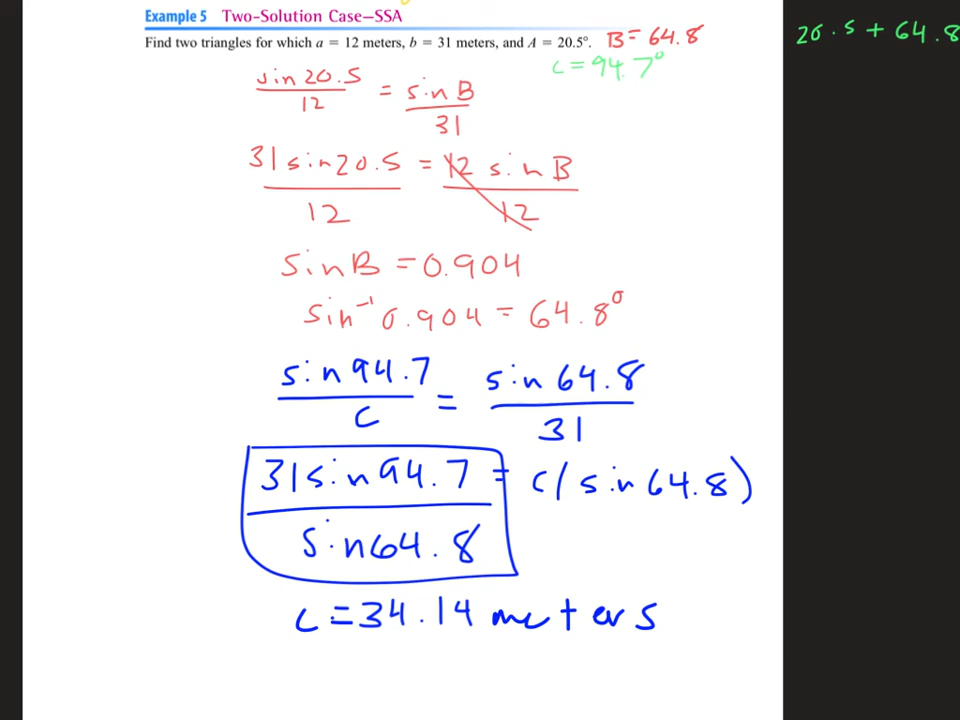 Example 5 Two-Solution Case—SSA
Find two triangles for which a = 12 meters, b = 31 meters, and A = 20.5°. B = 64.8
C = 94.7°
20.5 + 64.8
sin 20.5 / 12 = sin B / 31
31 sin 20.5 / 12 = 12 sin B / 12
sin B = 0.904
sin⁻¹ 0.904 = 64.8°
sin 94.7 / c = sin 64.8 / 31
31 sin 94.7 / sin 64.8 = c ( sin 64.8 )
c = 34.14 meters